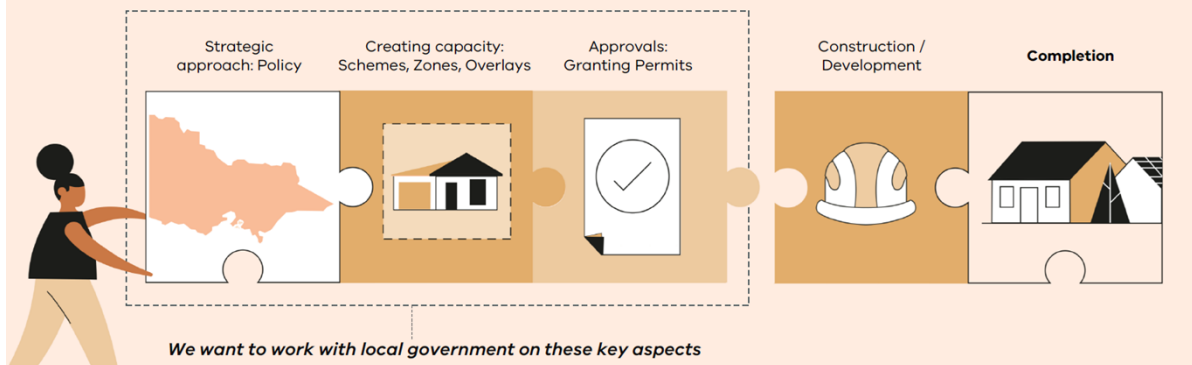 Strategic
approach: Policy
Creating capacity:
Schemes, Zones, Overlays
Approvals:
Granting Permits
Construction /
Development
Completion
We want to work with local government on these key aspects